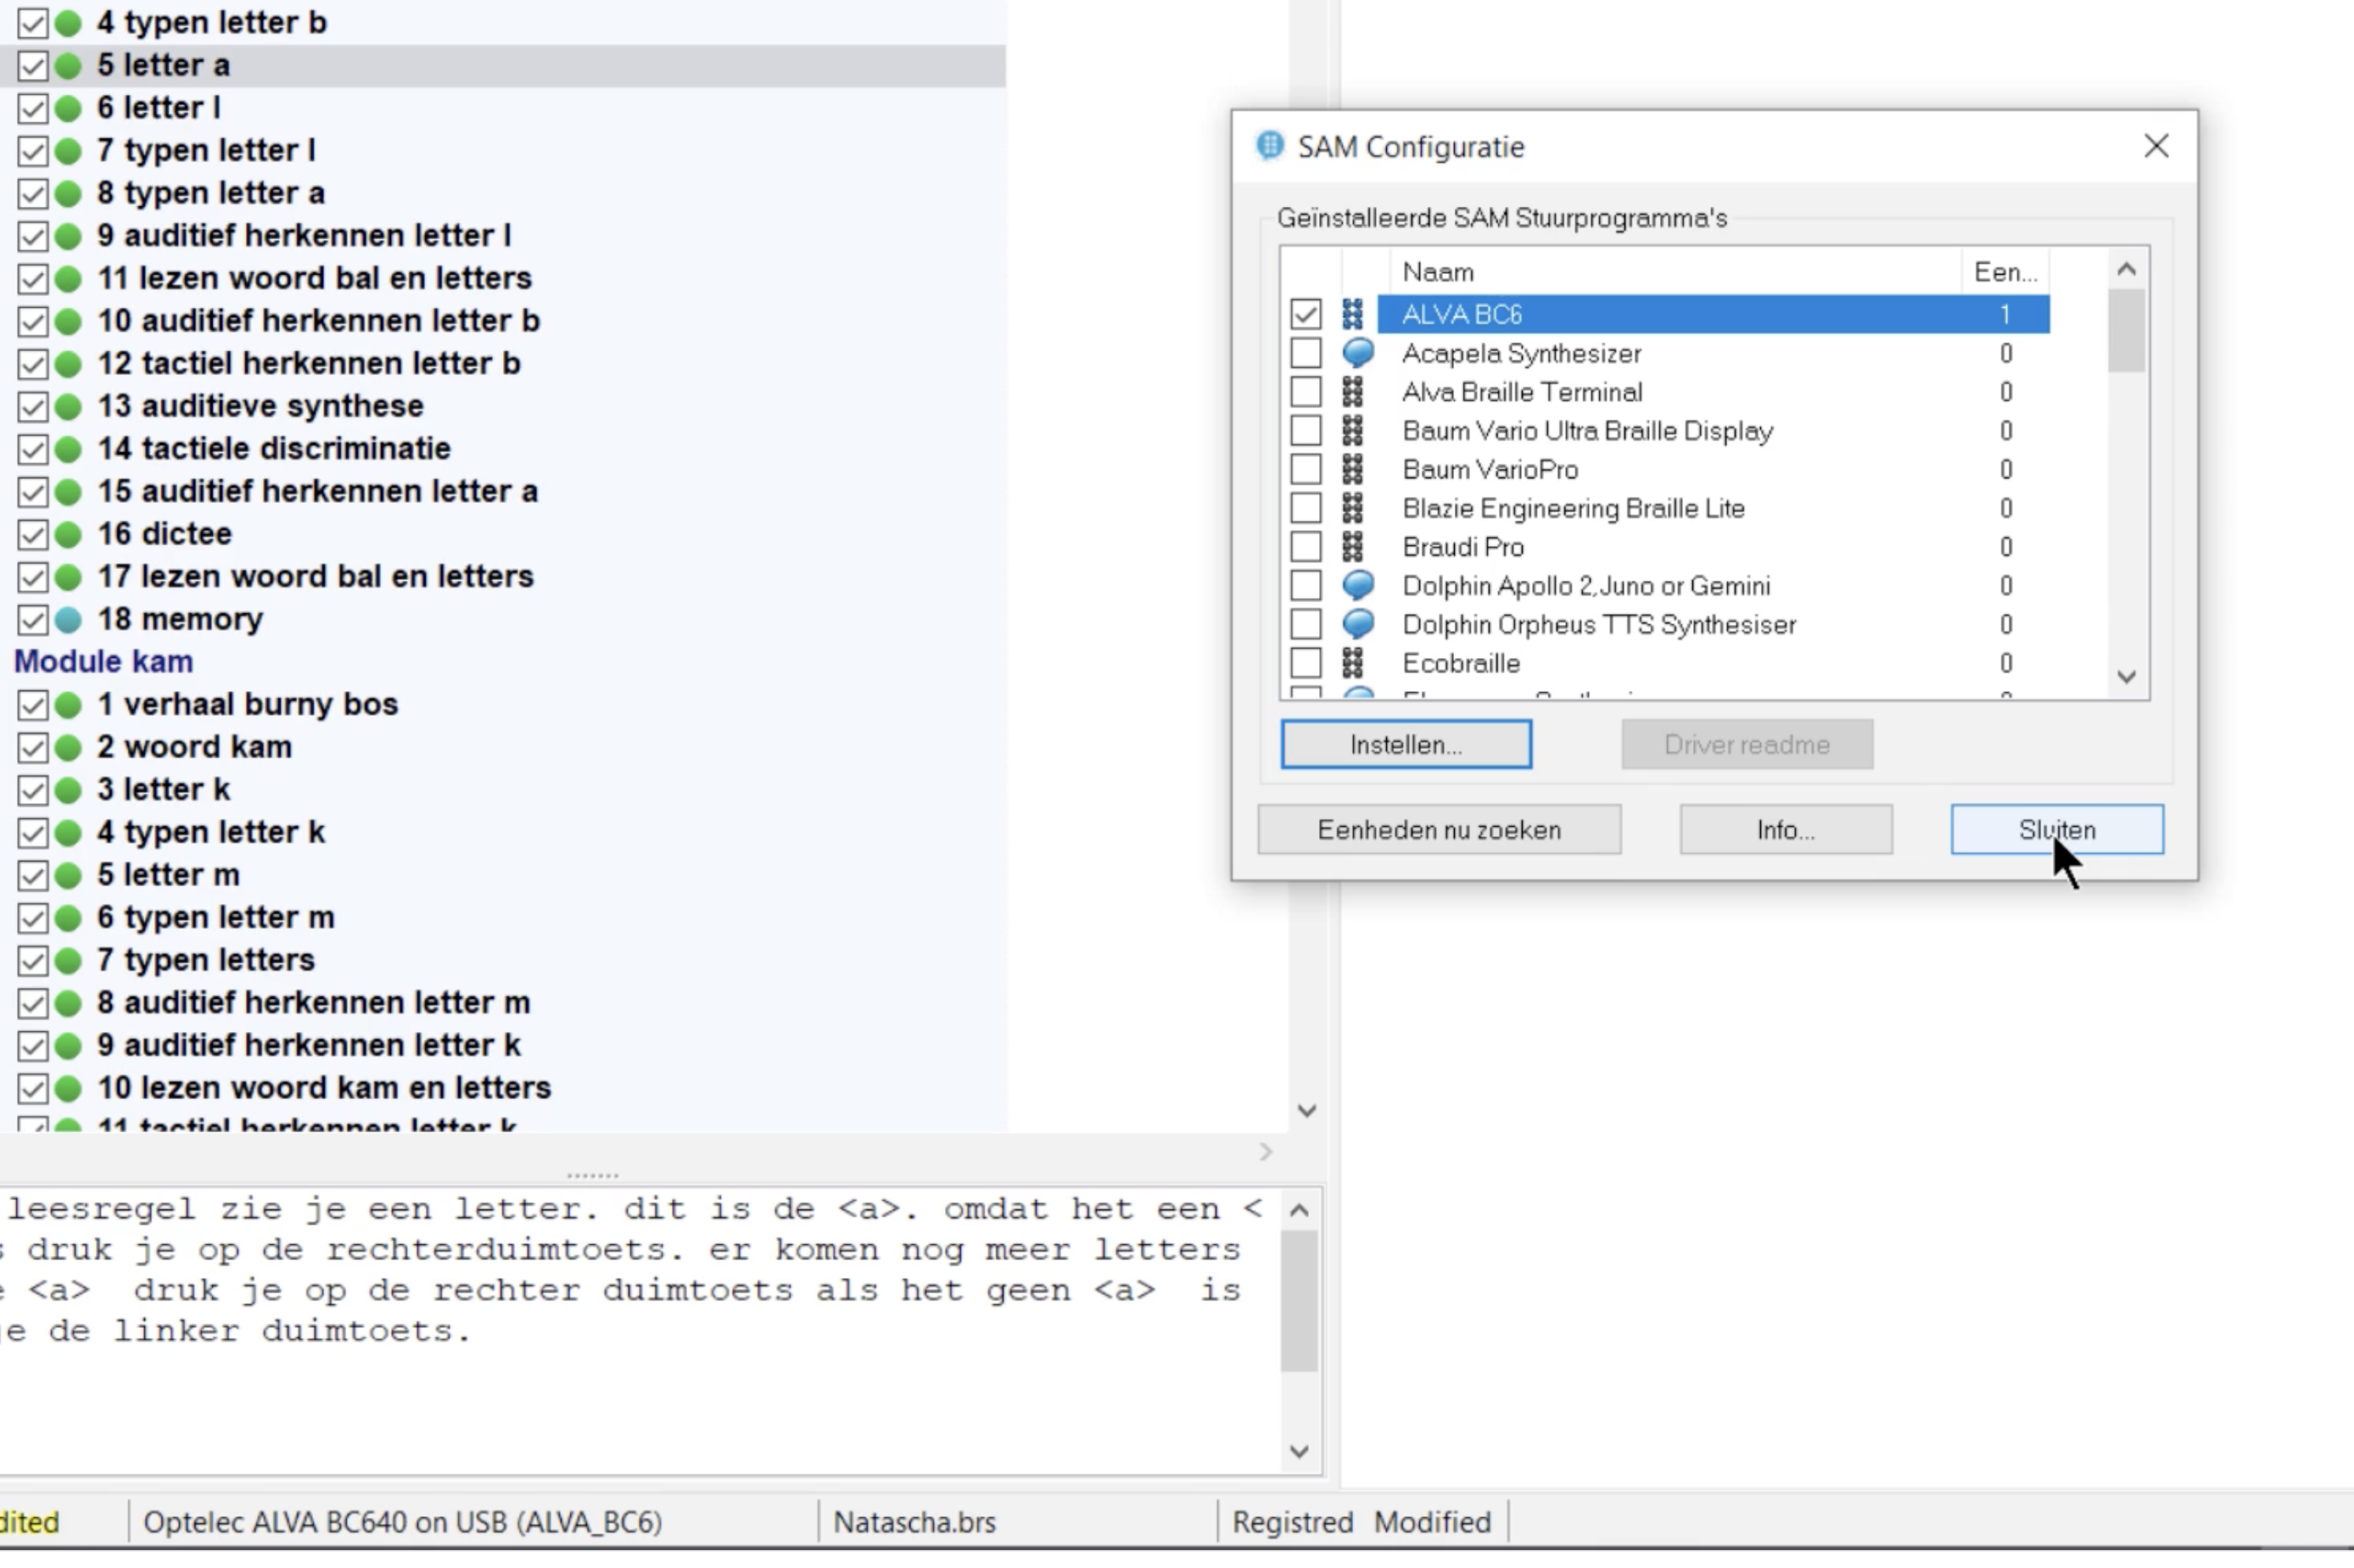 4 typen letter b
5 letter a
6 letter l
7 typen letter l
8 typen letter a
9 auditief herkennen letter l
11 lezen woord bal en letters
10 auditief herkennen letter b
12 tactiel herkennen letter b
13 auditieve synthese
14 tactiele discriminatie
15 auditief herkennen letter a
16 dictee
17 lezen woord bal en letters
18 memory
Module kam
1 verhaal burny bos
2 woord kam
3 letter k
4 typen letter k
5 letter m
6 typen letter m
7 typen letters
8 auditief herkennen letter m
9 auditief herkennen letter k
10 lezen woord kam en letters
11 tactiel herkennen letter k
leesregel zie je een letter. dit is de <a>. omdat het een <
s druk je op de rechterduimtoets. er komen nog meer letters
e <a> druk je op de rechter duimtoets als het geen <a> is
je de linker duimtoets.
SAM Configuratie
Geïnstalleerde SAM Stuurprogramma's
Naam Een...
ALVA BC6 1
Acapela Synthesizer 0
Alva Braille Terminal 0
Baum Vario Ultra Braille Display 0
Baum VarioPro 0
Blazie Engineering Braille Lite 0
Braudi Pro 0
Dolphin Apollo 2,Juno or Gemini 0
Dolphin Orpheus TTS Synthesiser 0
Ecobraille 0
Instellen... Driver readme
Eenheden nu zoeken Info... Sluiten
dited Optelec ALVA BC640 on USB (ALVA_BC6) Natascha.brs Registred Modified